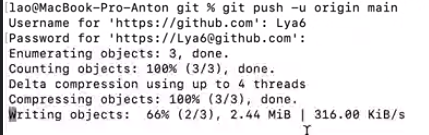 [lao@MacBook-Pro-Anton git % git push -u origin main
Username for 'https://github.com': Lya6
[Password for 'https://Lya6@github.com':
Enumerating objects: 3, done.
Counting objects: 100% (3/3), done.
Delta compression using up to 4 threads
Compressing objects: 100% (3/3), done.
Writing objects:  66% (2/3), 2.44 MiB | 316.00 KiB/s